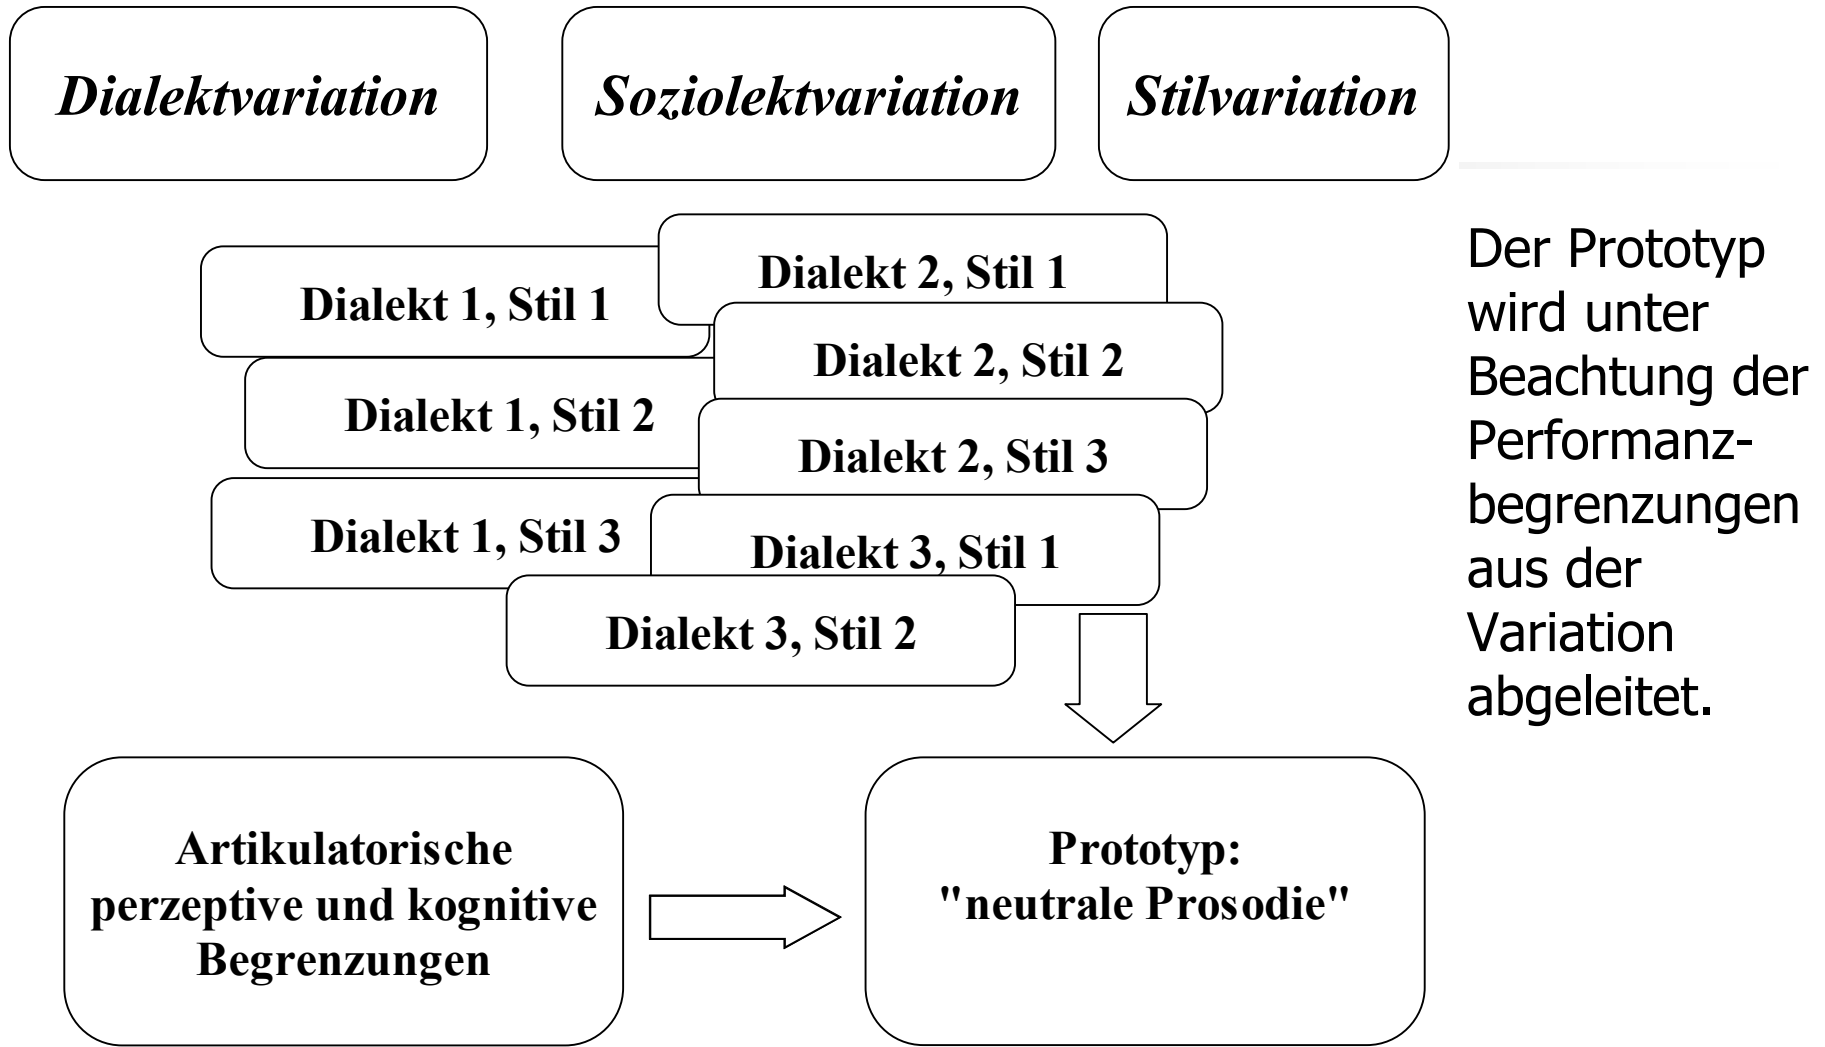 Dialektvariation
Soziolektvariation
Stilvariation
Dialekt 1, Stil 1
Dialekt 1, Stil 2
Dialekt 1, Stil 3
Dialekt 2, Stil 1
Dialekt 2, Stil 2
Dialekt 2, Stil 3
Dialekt 3, Stil 1
Dialekt 3, Stil 2
Artikulatorische
perzeptive und kognitive
Begrenzungen
Prototyp:
"neutrale Prosodie"
Der Prototyp
wird unter
Beachtung der
Performanz-
begrenzungen
aus der
Variation
abgeleitet.